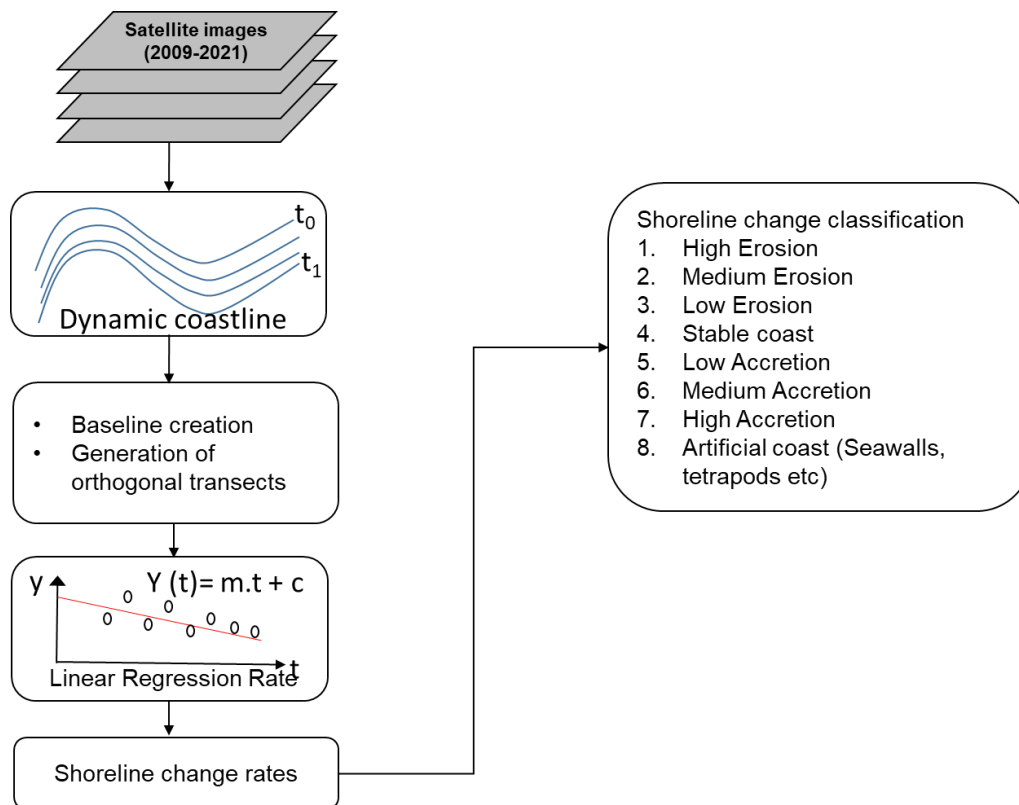 Satellite images
(2009-2021)
t0
t1
Dynamic coastline
• Baseline creation
• Generation of
orthogonal transects
y
Y (t)= m.t + c
t
Linear Regression Rate
Shoreline change rates
Shoreline change classification
1. High Erosion
2. Medium Erosion
3. Low Erosion
4. Stable coast
5. Low Accretion
6. Medium Accretion
7. High Accretion
8. Artificial coast (Seawalls,
tetrapods etc)